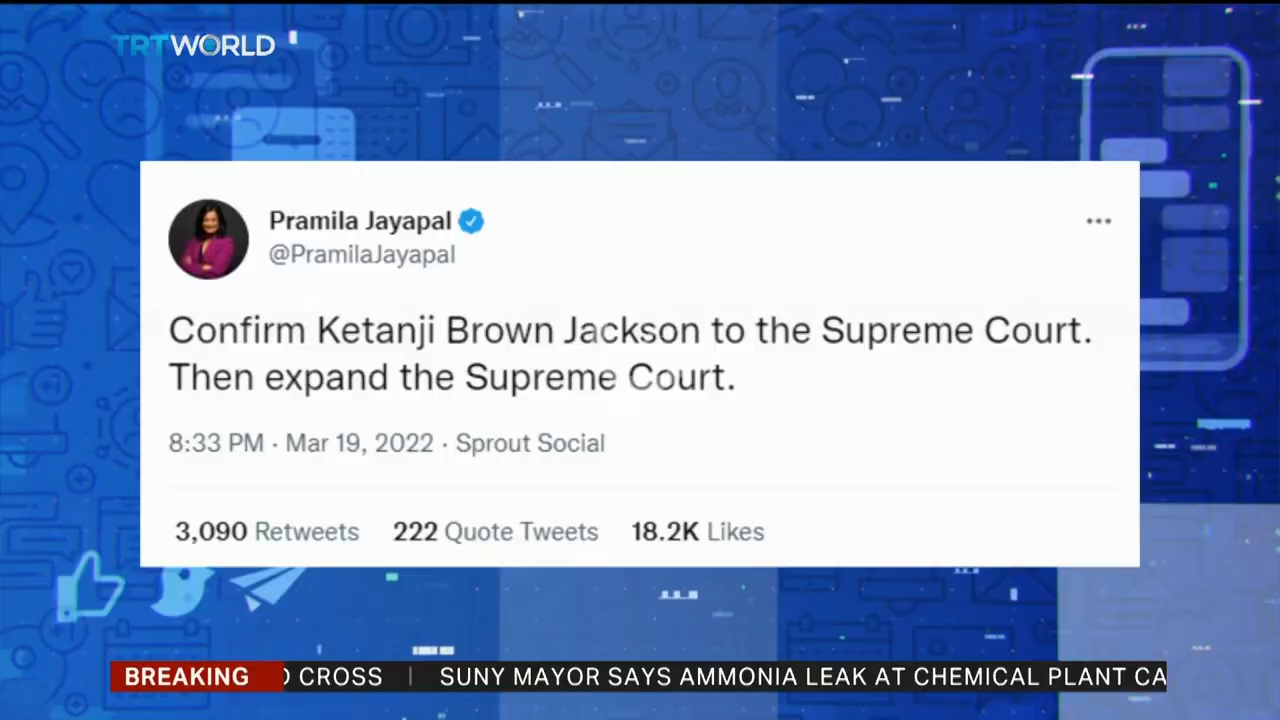 TRTWORLD
Pramila Jayapal
@PramilaJayapal
Confirm Ketanji Brown Jackson to the Supreme Court.
Then expand the Supreme Court.
8:33 PM · Mar 19, 2022 · Sprout Social
3,090 Retweets 222 Quote Tweets 18.2K Likes
BREAKING CROSS | SUNY MAYOR SAYS AMMONIA LEAK AT CHEMICAL PLANT CA